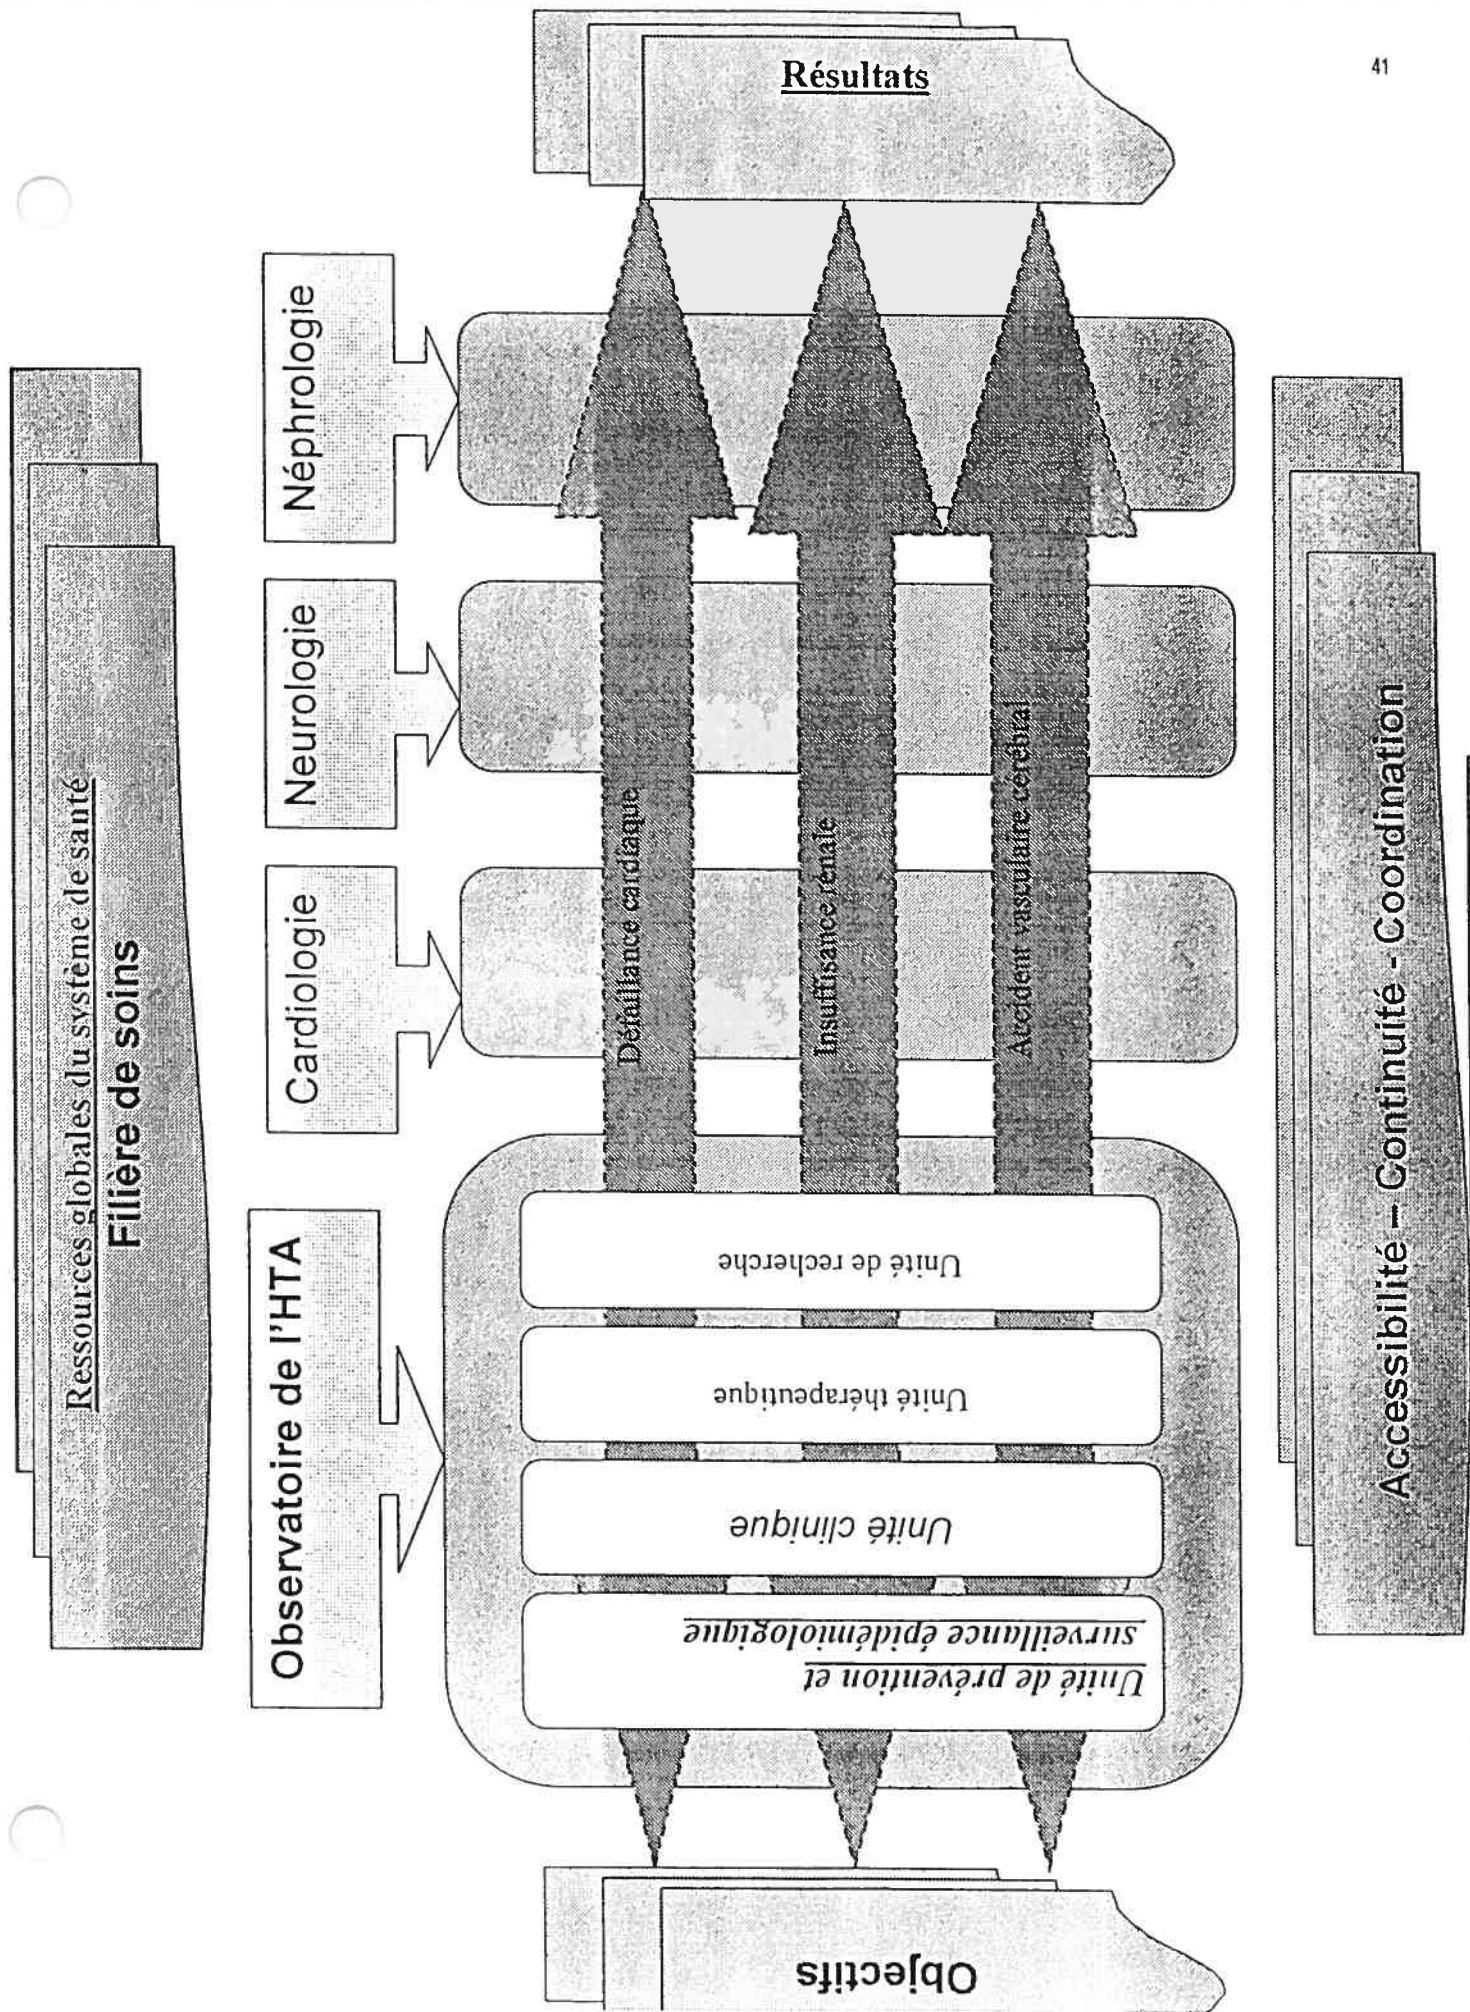 41
Ressources globales du système de santé
Filière de soins
Observatoire de l'HTA
Cardiologie
Neurologie
Néphrologie
Objectifs
Unité de prévention et
surveillance épidémiologique
Unité clinique
Unité thérapeutique
Unité de recherche
Défaillance cardiaque
Insuffisance rénale
Accident vasculaire cérébral
Résultats
Accessibilité – Continuité - Coordination